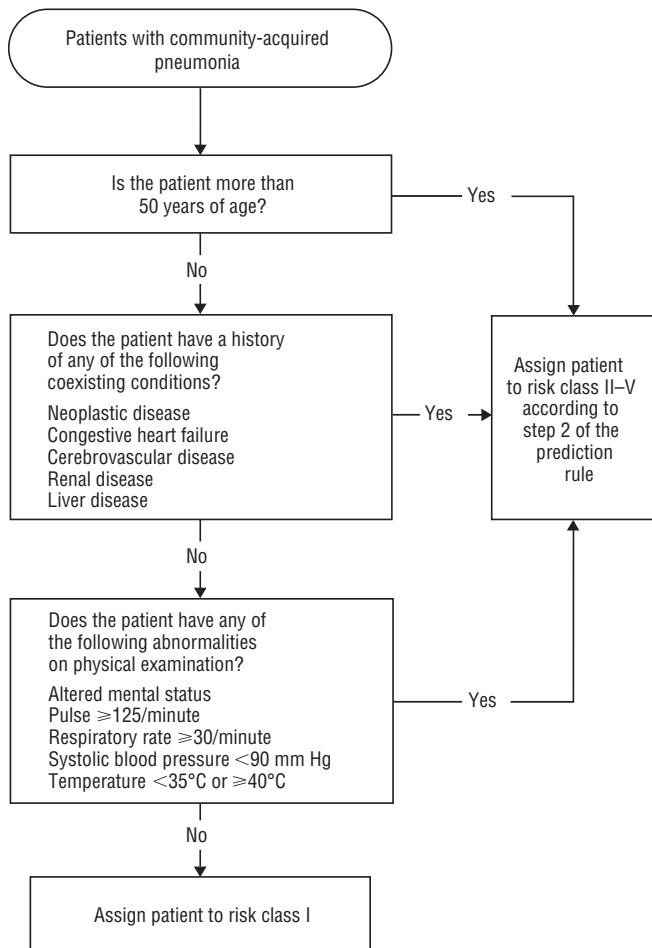 Patients with community-acquired
pneumonia
Is the patient more than
50 years of age?
Yes
No
Does the patient have a history
of any of the following
coexisting conditions?
Neoplastic disease
Congestive heart failure
Cerebrovascular disease
Renal disease
Liver disease
Yes
Assign patient
to risk class II–V
according to
step 2 of the
prediction
rule
No
Does the patient have any of
the following abnormalities
on physical examination?
Altered mental status
Pulse ⩾125/minute
Respiratory rate ⩾30/minute
Systolic blood pressure <90 mm Hg
Temperature <35°C or ⩾40°C
Yes
No
Assign patient to risk class I